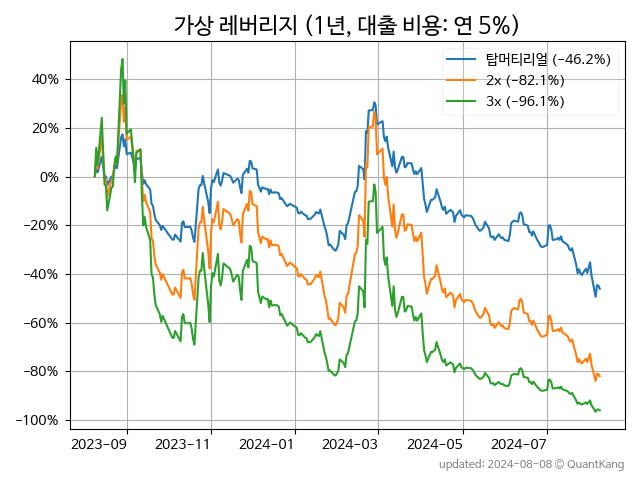 가상 레버리지 (1년, 대출 비용: 연 5%)
탑머티리얼 (−46.2%)
2x (−82.1%)
3x (−96.1%)
40%
20%
0%
−20%
−40%
−60%
−80%
−100%
2023-09 2023-11 2024-01 2024-03 2024-05 2024-07
updated: 2024-08-08 © QuantKang